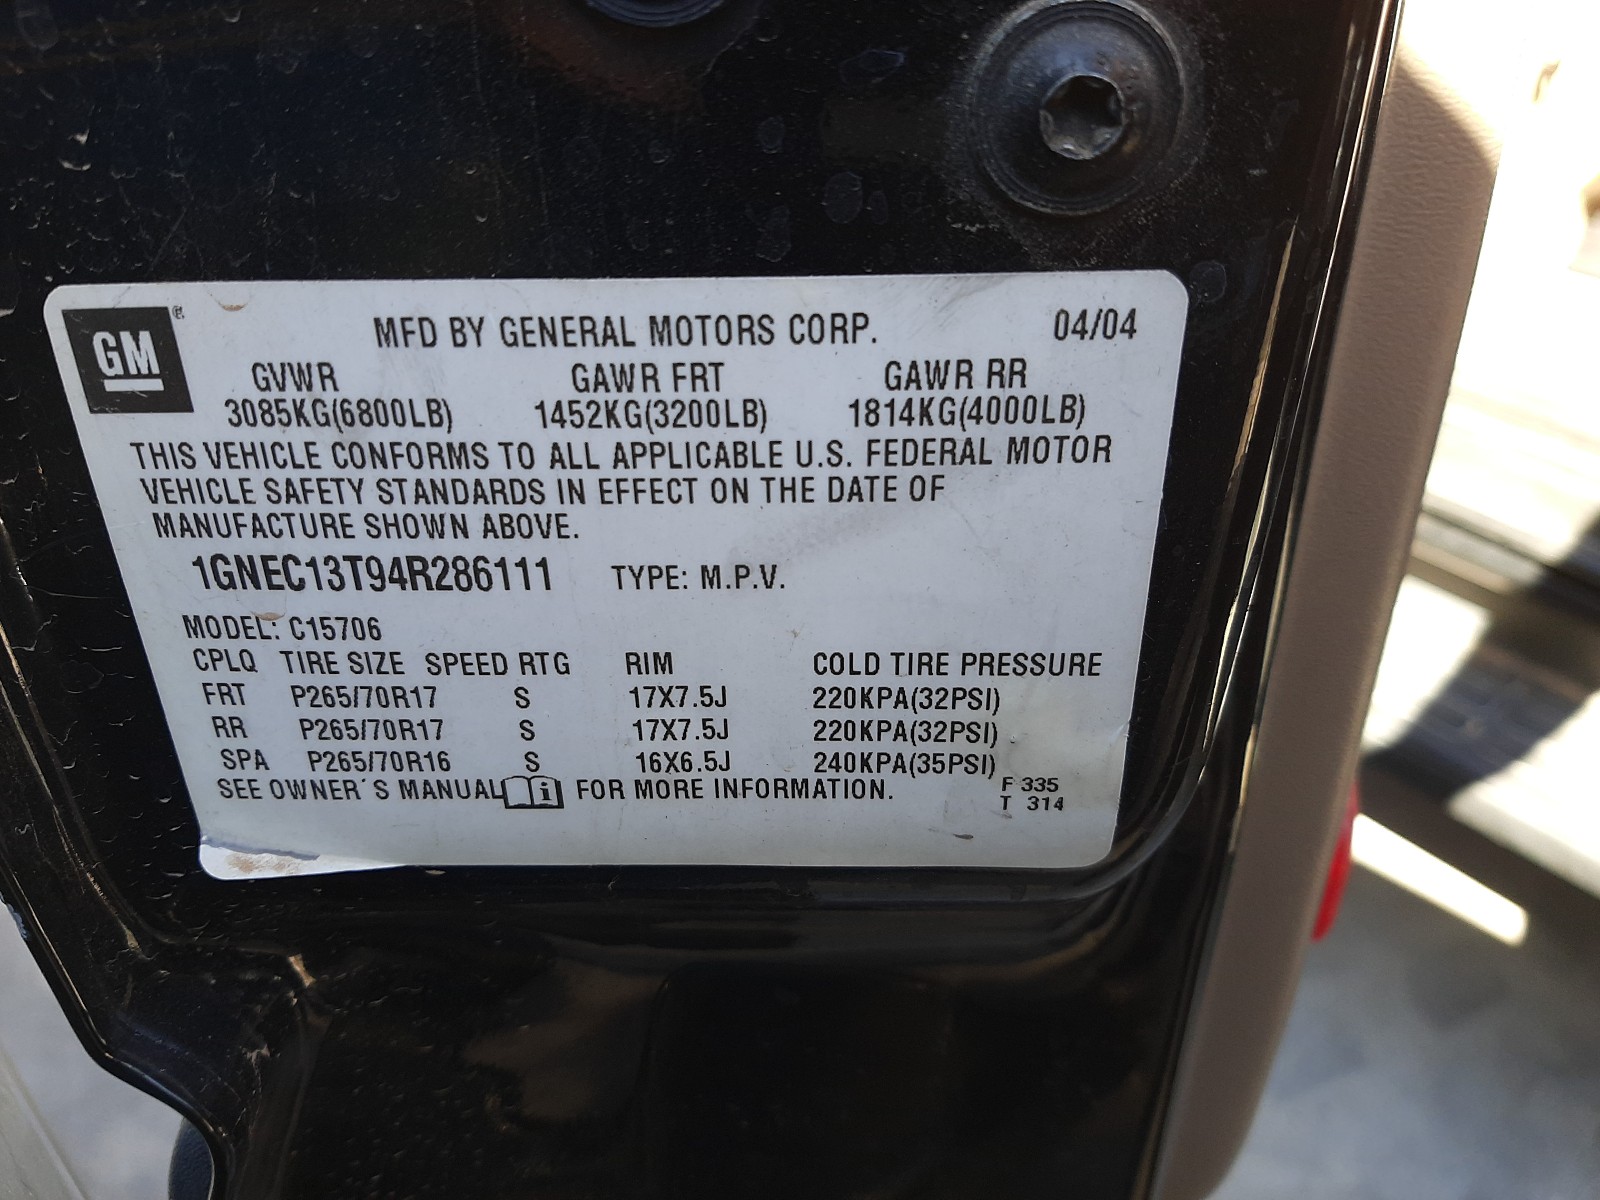 GM ®
MFD BY GENERAL MOTORS CORP. 04/04
GVWR GAWR FRT GAWR RR
3085KG(6800LB) 1452KG(3200LB) 1814KG(4000LB)
THIS VEHICLE CONFORMS TO ALL APPLICABLE U.S. FEDERAL MOTOR
VEHICLE SAFETY STANDARDS IN EFFECT ON THE DATE OF
MANUFACTURE SHOWN ABOVE.
1GNEC13T94R286111 TYPE: M.P.V.
MODEL: C15706
CPLQ TIRE SIZE SPEED RTG RIM COLD TIRE PRESSURE
FRT P265/70R17 S 17X7.5J 220KPA(32PSI)
RR P265/70R17 S 17X7.5J 220KPA(32PSI)
SPA P265/70R16 S 16X6.5J 240KPA(35PSI)
SEE OWNER'S MANUAL i FOR MORE INFORMATION.
F 335
T 314